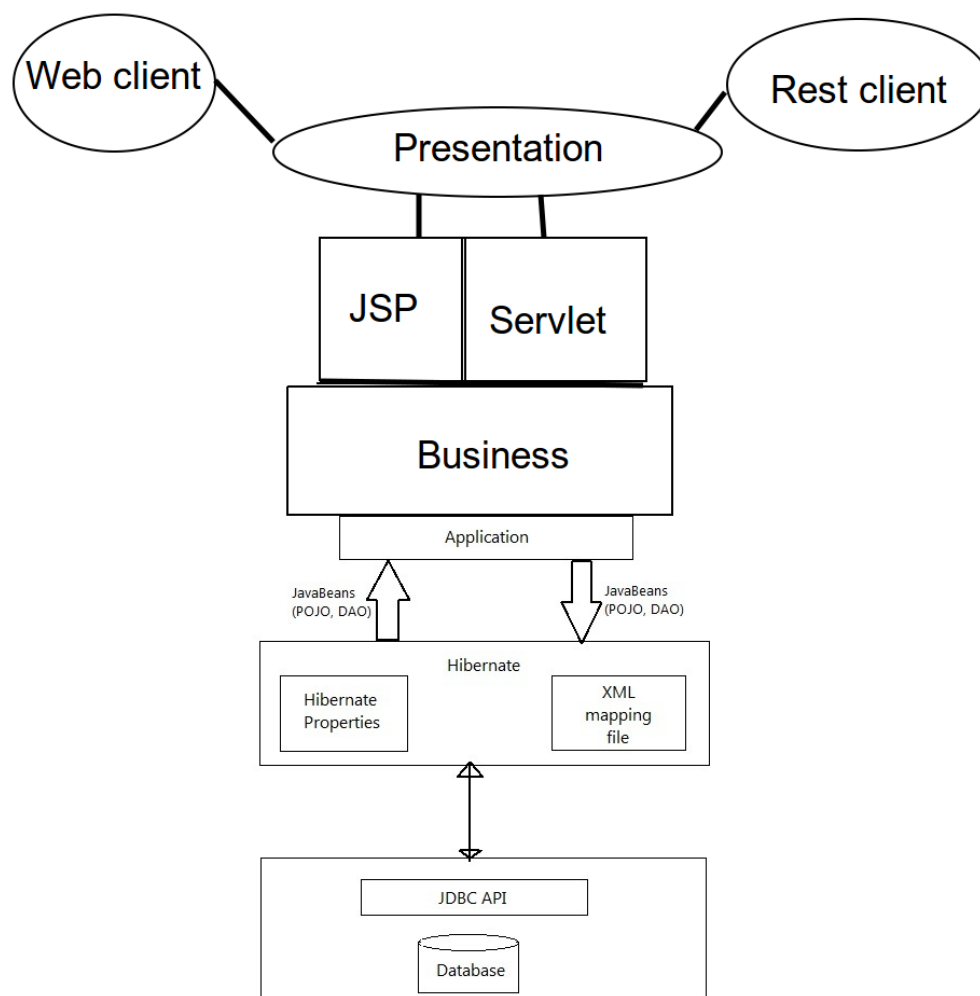 Web client
Rest client
Presentation
JSP
Servlet
Business
Application
JavaBeans
(POJO, DAO)
JavaBeans
(POJO, DAO)
Hibernate
Hibernate
Properties
XML
mapping
file
JDBC API
Database